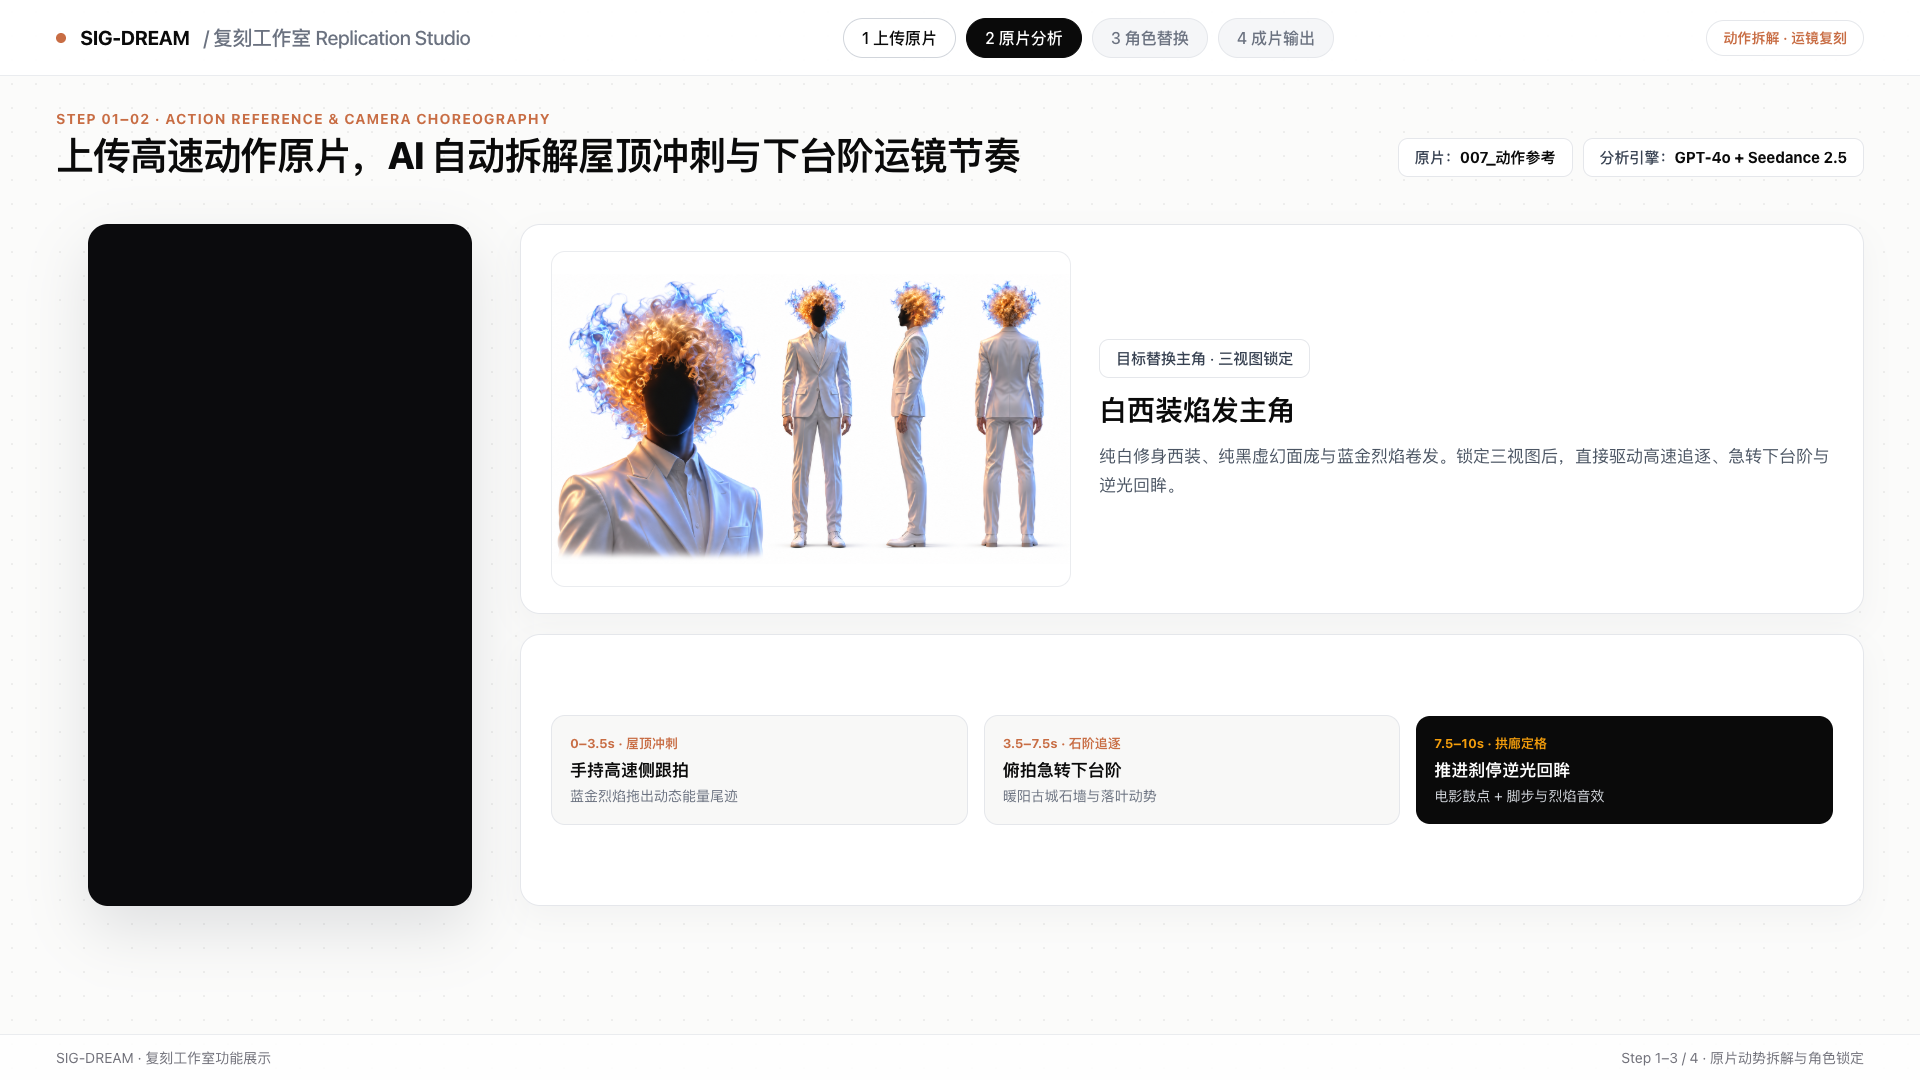 SIG-DREAM / 复刻工作室 Replication Studio
1 上传原片
2 原片分析
3 角色替换
4 成片输出
动作拆解 · 运镜复刻
STEP 01–02 · ACTION REFERENCE & CAMERA CHOREOGRAPHY
上传高速动作原片，AI 自动拆解屋顶冲刺与下台阶运镜节奏
原片：007_动作参考
分析引擎：GPT-4o + Seedance 2.5
目标替换主角 · 三视图锁定
白西装焰发主角
纯白修身西装、纯黑虚幻面庞与蓝金烈焰卷发。锁定三视图后，直接驱动高速追逐、急转下台阶与
逆光回眸。
0–3.5s · 屋顶冲刺
手持高速侧跟拍
蓝金烈焰拖出动态能量尾迹
3.5–7.5s · 石阶追逐
俯拍急转下台阶
暖阳古城石墙与落叶动势
7.5–10s · 拱廊定格
推进刹停逆光回眸
电影鼓点 + 脚步与烈焰音效
SIG-DREAM · 复刻工作室功能展示
Step 1–3 / 4 · 原片动势拆解与角色锁定